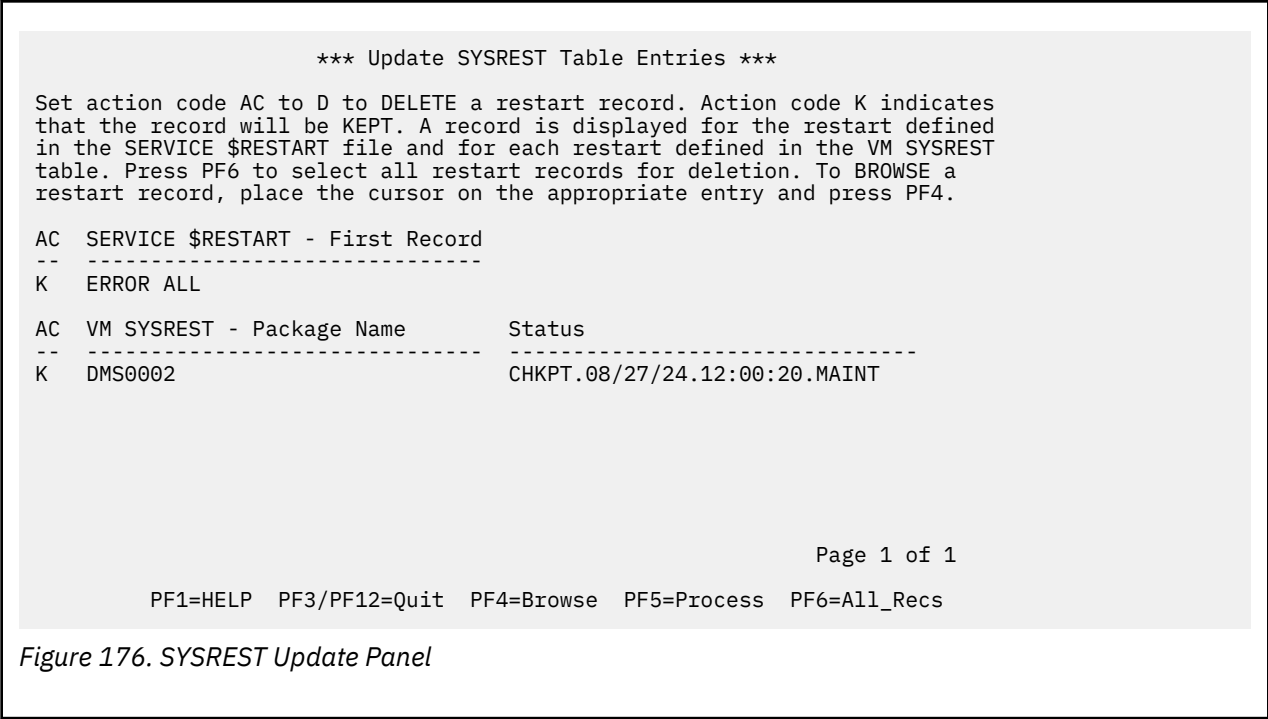 *** Update SYSREST Table Entries ***
Set action code AC to D to DELETE a restart record. Action code K indicates
that the record will be KEPT. A record is displayed for the restart defined
in the SERVICE $RESTART file and for each restart defined in the VM SYSREST
table. Press PF6 to select all restart records for deletion. To BROWSE a
restart record, place the cursor on the appropriate entry and press PF4.
AC  SERVICE $RESTART - First Record
--  -------------------------------
K   ERROR ALL
AC  VM SYSREST - Package Name        Status
--  -------------------------------  --------------------------------
K   DMS0002                          CHKPT.08/27/24.12:00:20.MAINT
Page 1 of 1
PF1=HELP  PF3/PF12=Quit  PF4=Browse  PF5=Process  PF6=All_Recs
Figure 176. SYSREST Update Panel